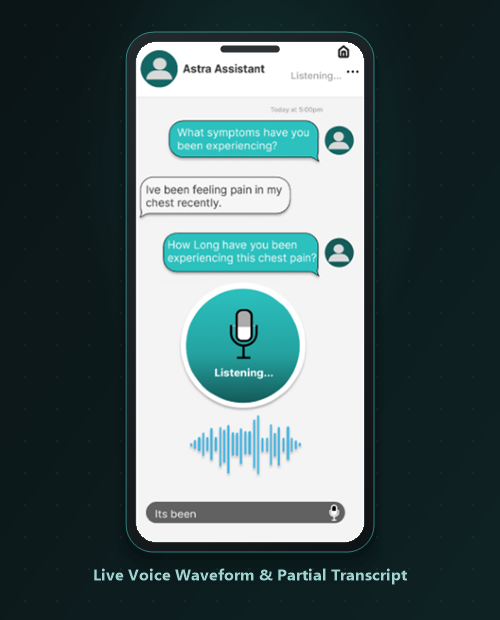 Astra Assistant
Listening...
Today at 5:00pm
What symptoms have you
been experiencing?
Ive been feeling pain in my
chest recently.
How Long have you been
experiencing this chest pain?
Listening...
Its been
Live Voice Waveform & Partial Transcript